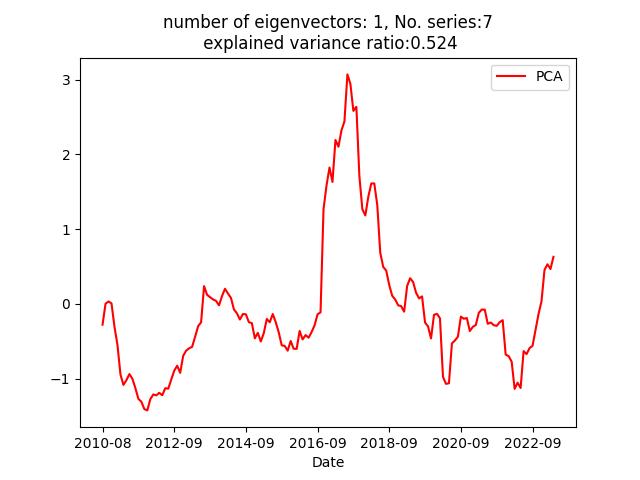 number of eigenvectors: 1, No. series:7
explained variance ratio:0.524
PCA
3
2
1
0
−1
2010-08 2012-09 2014-09 2016-09 2018-09 2020-09 2022-09
Date